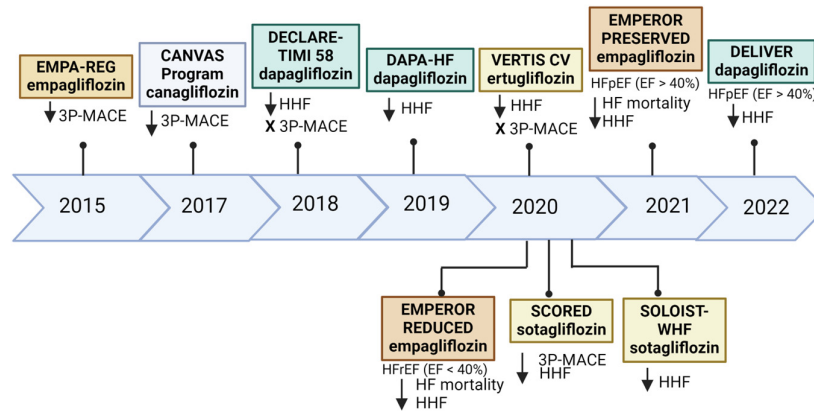 EMPA-REG
empagliflozin
3P-MACE
CANVAS
Program
canagliflozin
3P-MACE
DECLARE-
TIMI 58
dapagliflozin
HHF
X 3P-MACE
DAPA-HF
dapagliflozin
HHF
VERTIS CV
ertugliflozin
HHF
X 3P-MACE
EMPEROR
PRESERVED
empagliflozin
HFpEF (EF > 40%)
HF mortality
HHF
DELIVER
dapagliflozin
HFpEF (EF > 40%)
HHF
2015
2017
2018
2019
2020
2021
2022
EMPEROR
REDUCED
empagliflozin
HFrEF (EF < 40%)
HF mortality
HHF
SCORED
sotagliflozin
3P-MACE
HHF
SOLOIST-
WHF
sotagliflozin
HHF